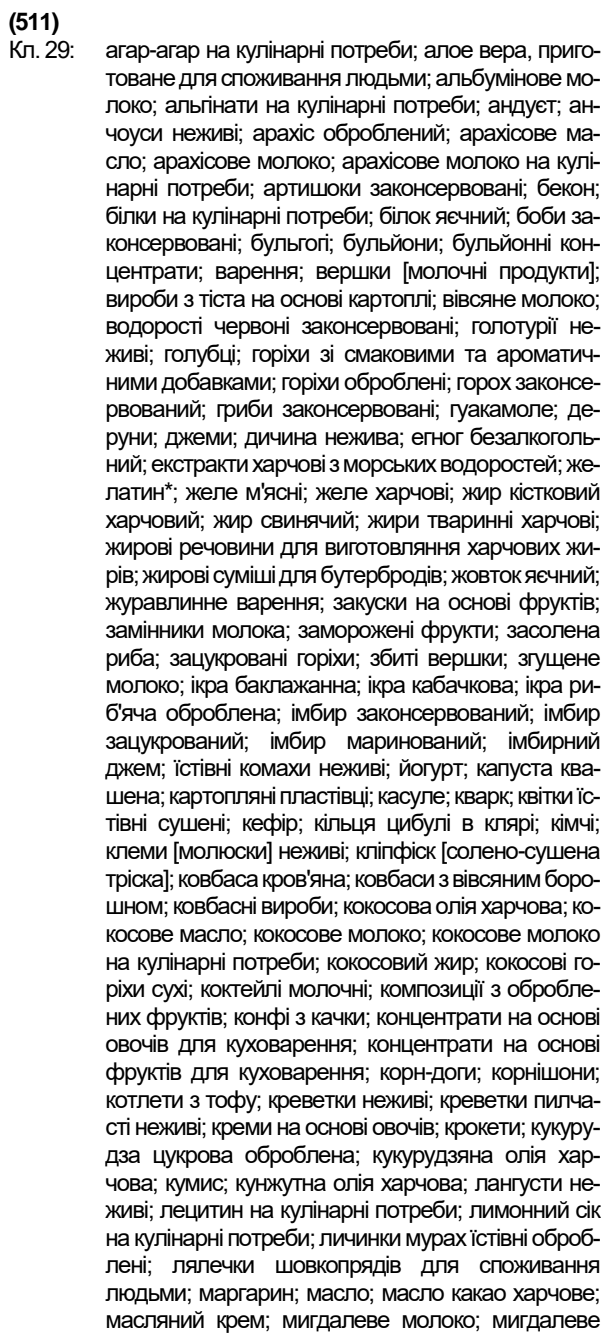 (511)
Кл. 29: агар-агар на кулінарні потреби; алое вера, приго-
товане для споживання людьми; альбумінове мо-
локо; альгінати на кулінарні потреби; андуєт; ан-
чоуси неживі; арахіс оброблений; арахісове ма-
сло; арахісове молоко; арахісове молоко на кулі-
нарні потреби; артишоки законсервовані; бекон;
білки на кулінарні потреби; білок яєчний; боби за-
консервовані; бульгогі; бульйони; бульйонні кон-
центрати; варення; вершки [молочні продукти];
вироби з тіста на основі картоплі; вівсяне молоко;
водорості червоні законсервовані; голотурії не-
живі; голубці; горіхи зі смаковими та ароматич-
ними добавками; горіхи оброблені; горох законсе-
рвований; гриби законсервовані; гуакамоле; де-
руни; джеми; дичина нежива; егног безалкоголь-
ний; екстракти харчові з морських водоростей; же-
латин*; желе м'ясні; желе харчові; жир кістковий
харчовий; жир свинячий; жири тваринні харчові;
жирові речовини для виготовляння харчових жи-
рів; жирові суміші для бутербродів; жовток яєчний;
журавлинне варення; закуски на основі фруктів;
замінники молока; заморожені фрукти; засолена
риба; зацукровані горіхи; збиті вершки; згущене
молоко; ікра баклажанна; ікра кабачкова; ікра ри-
б'яча оброблена; імбир законсервований; імбир
зацукрований; імбир маринований; імбирний
джем; їстівні комахи неживі; йогурт; капуста ква-
шена; картопляні пластівці; касуле; кварк; квітки їс-
тівні сушені; кефір; кільця цибулі в клярі; кімчі;
клеми [молюски] неживі; кліпфіск [солено-сушена
тріска]; ковбаса кров'яна; ковбаси з вівсяним боро-
шном; ковбасні вироби; кокосова олія харчова; ко-
косове масло; кокосове молоко; кокосове молоко
на кулінарні потреби; кокосовий жир; кокосові го-
ріхи сухі; коктейлі молочні; композиції з обробле-
них фруктів; конфі з качки; концентрати на основі
овочів для куховарення; концентрати на основі
фруктів для куховарення; корн-доги; корнішони;
котлети з тофу; креветки неживі; креветки пилча-
сті неживі; креми на основі овочів; крокети; кукуру-
дза цукрова оброблена; кукурудзяна олія хар-
чова; кумис; кунжутна олія харчова; лангусти не-
живі; лецитин на кулінарні потреби; лимонний сік
на кулінарні потреби; личинки мурах їстівні оброб-
лені; лялечки шовкопрядів для споживання
людьми; маргарин; масло; масло какао харчове;
масляний крем; мигдалеве молоко; мигдалеве